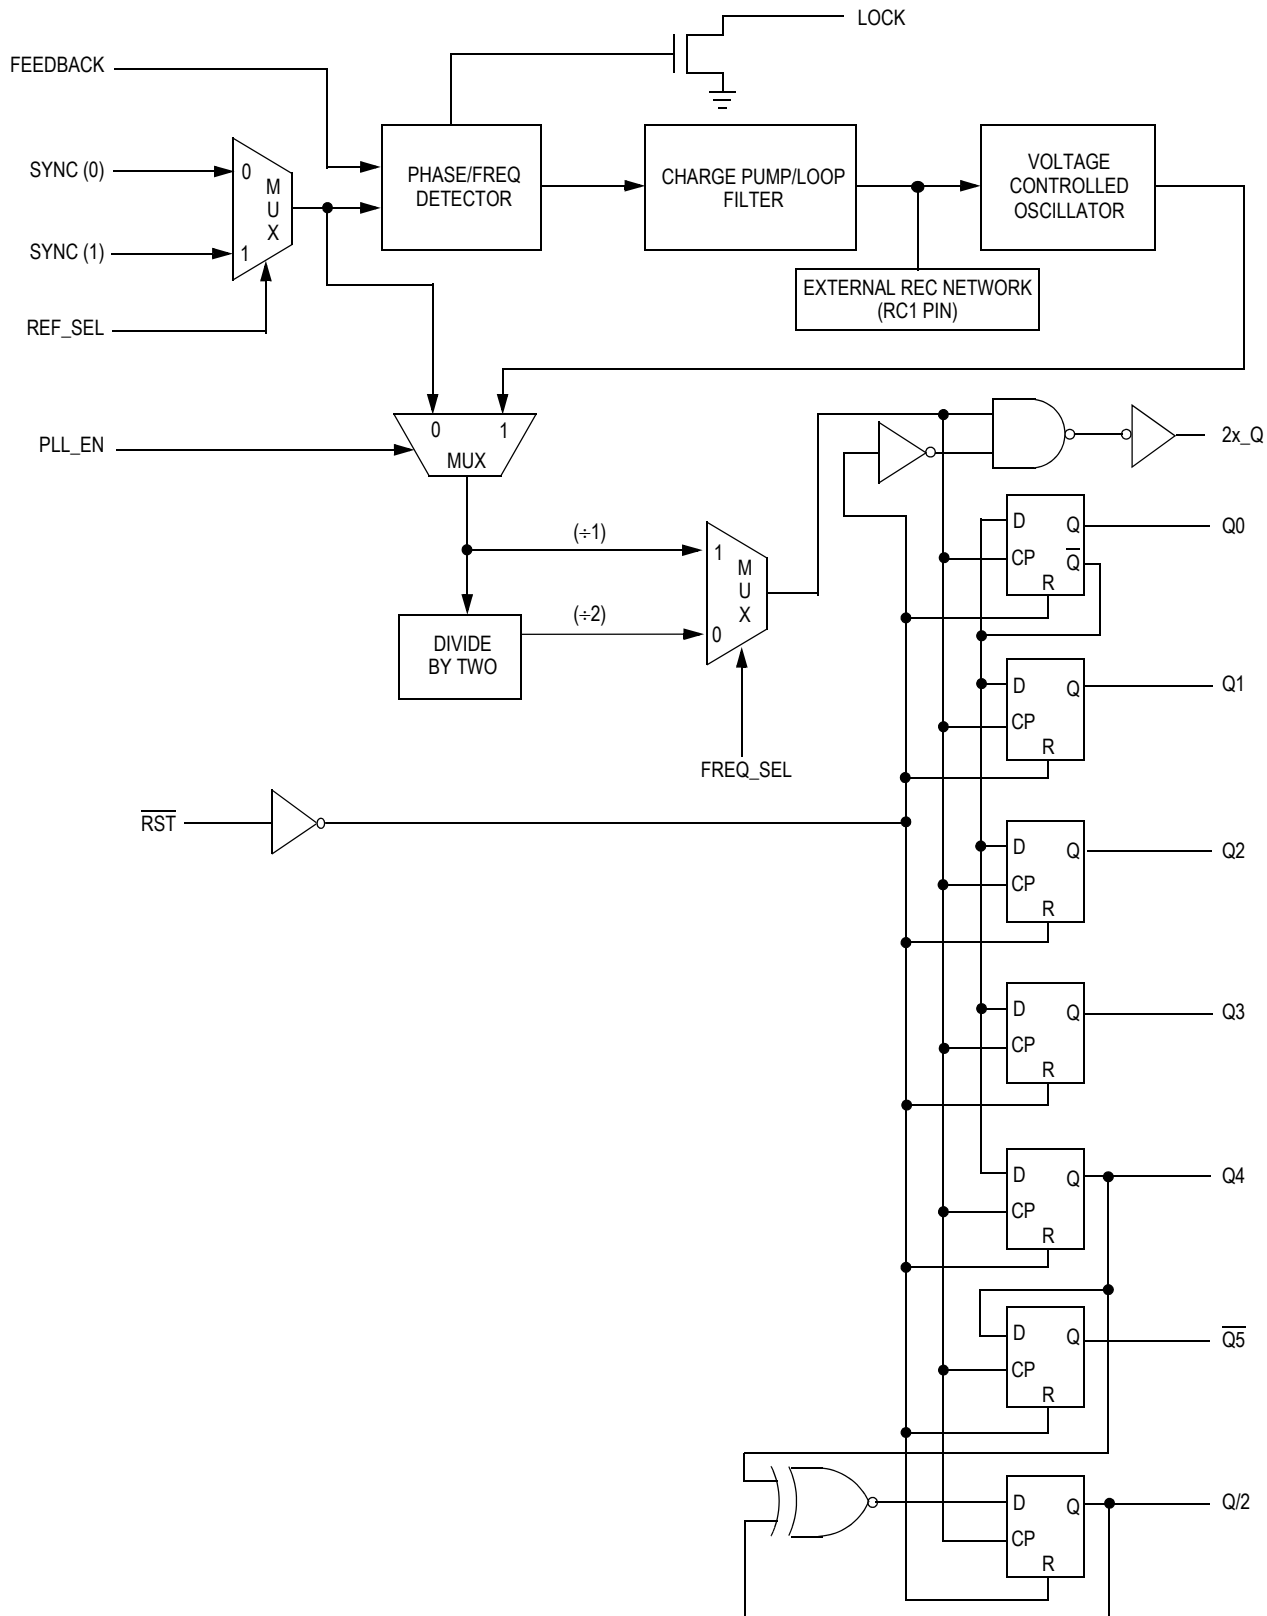 LOCK
FEEDBACK
SYNC (0)
0
M
U
X
SYNC (1)
1
REF_SEL
PHASE/FREQ
DETECTOR
CHARGE PUMP/LOOP
FILTER
VOLTAGE
CONTROLLED
OSCILLATOR
EXTERNAL REC NETWORK
(RC1 PIN)
PLL_EN
0 1
MUX
2x_Q
(÷1)
1
M
U
X
(÷2)
0
DIVIDE
BY TWO
FREQ_SEL
D Q
Q̅
CP
R
Q0
D Q
CP
R
Q1
R̅S̅T̅
D Q
CP
R
Q2
D Q
CP
R
Q3
D Q
CP
R
Q4
D Q
CP
R
Q̅5̅
D Q
CP
R
Q/2